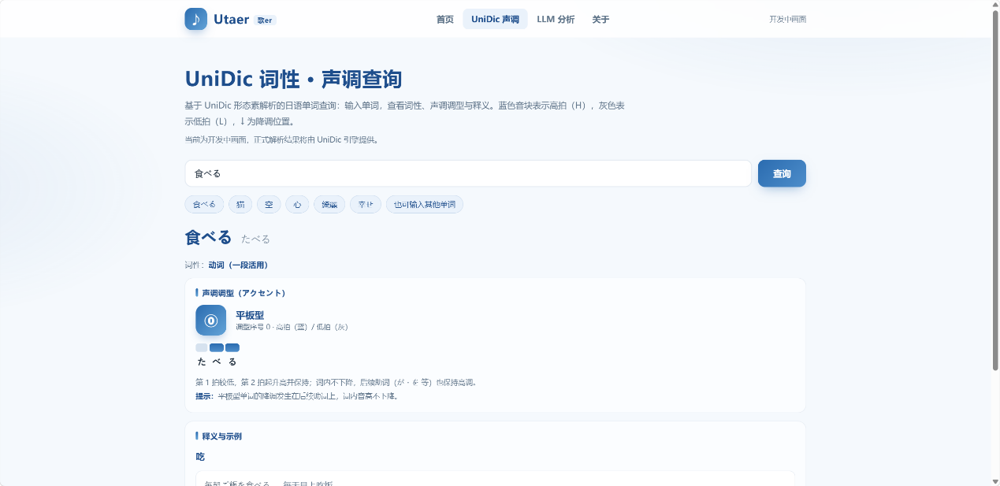 ♪ Utaer 歌er 首页 UniDic 声调 LLM 分析 关于 开发中画面
UniDic 词性・声调查询
基于 UniDic 形态素解析的日语单词查询：输入单词，查看词性、声调调型与释义。蓝色音块表示高拍（H），灰色表
示低拍（L），↓为降调位置。
当前为开发中画面，正式解析结果将由 UniDic 引擎提供。
食べる 查询
食べる 猫 空 心 綺麗 幸せ 也可输入其他单词
食べる たべる
词性：动词（一段活用）
声调调型（アクセント）
⓪ 平板型
调型序号 0 · 高拍（蓝）/ 低拍（灰）
た べ る
第 1 拍较低，第 2 拍起升高并保持；词内不下降，后续助词（が・を 等）也保持高调。
提示：平板型单词的降调发生在后续助词上，词内音高不下降。
释义与示例
吃
毎朝ご飯を食べる。 每天早上吃饭